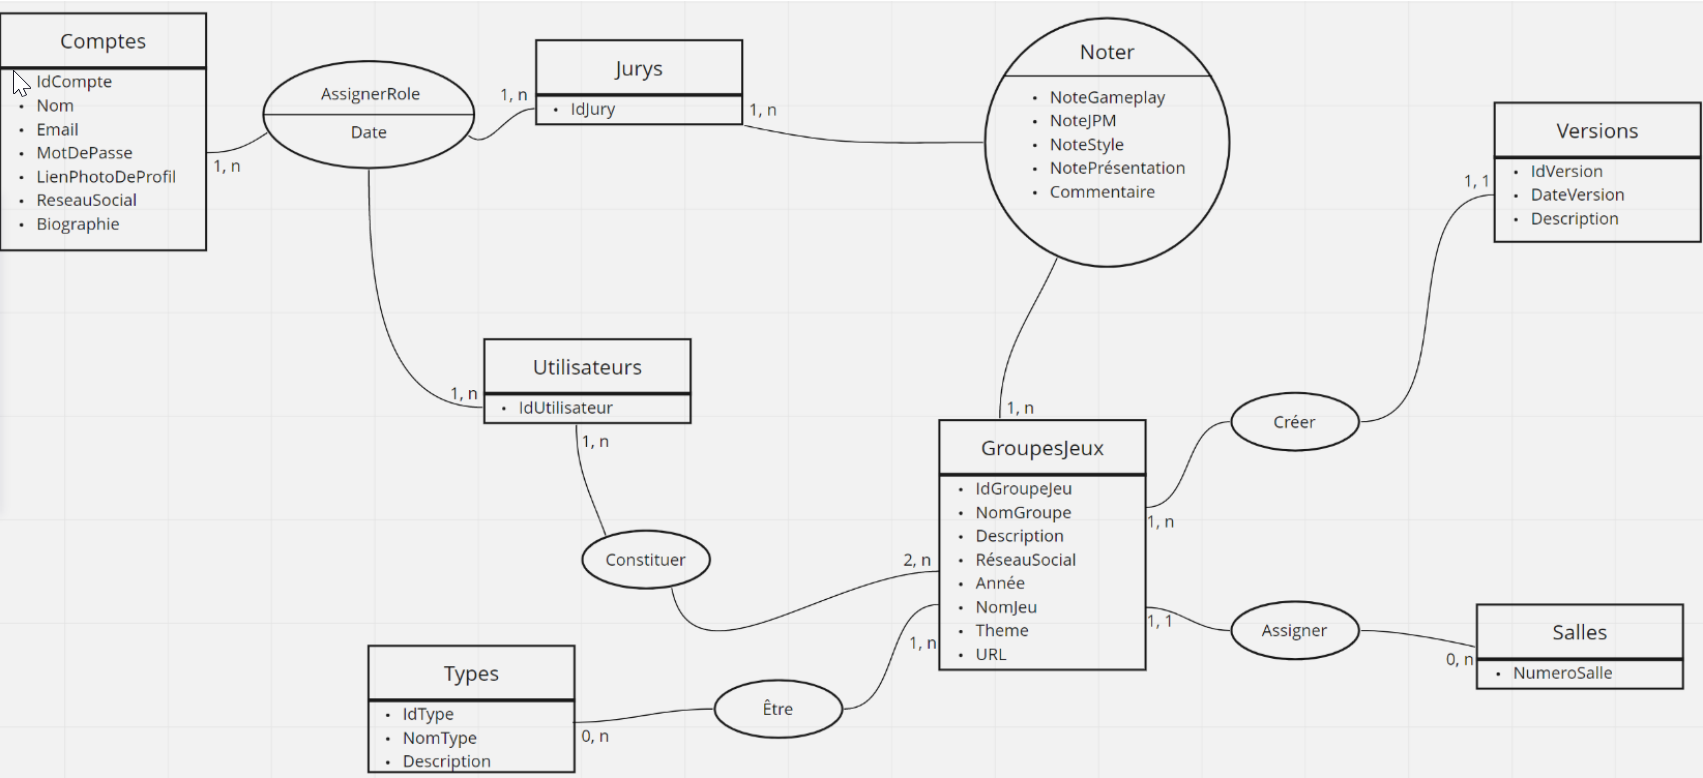 Comptes
IdCompte
Nom
Email
MotDePasse
LienPhotoDeProfil
ReseauSocial
Biographie
1, n
AssignerRole
Date
1, n
Jurys
IdJury
1, n
Noter
NoteGameplay
NoteJPM
NoteStyle
NotePrésentation
Commentaire
Versions
IdVersion
DateVersion
Description
1, 1
1, n
Utilisateurs
IdUtilisateur
1, n
1, n
Créer
GroupesJeux
IdGroupeJeu
NomGroupe
Description
RéseauSocial
Année
NomJeu
Theme
URL
1, n
Constituer
2, n
1, n
1, 1
Assigner
0, n
Salles
NumeroSalle
Types
IdType
NomType
Description
0, n
Être